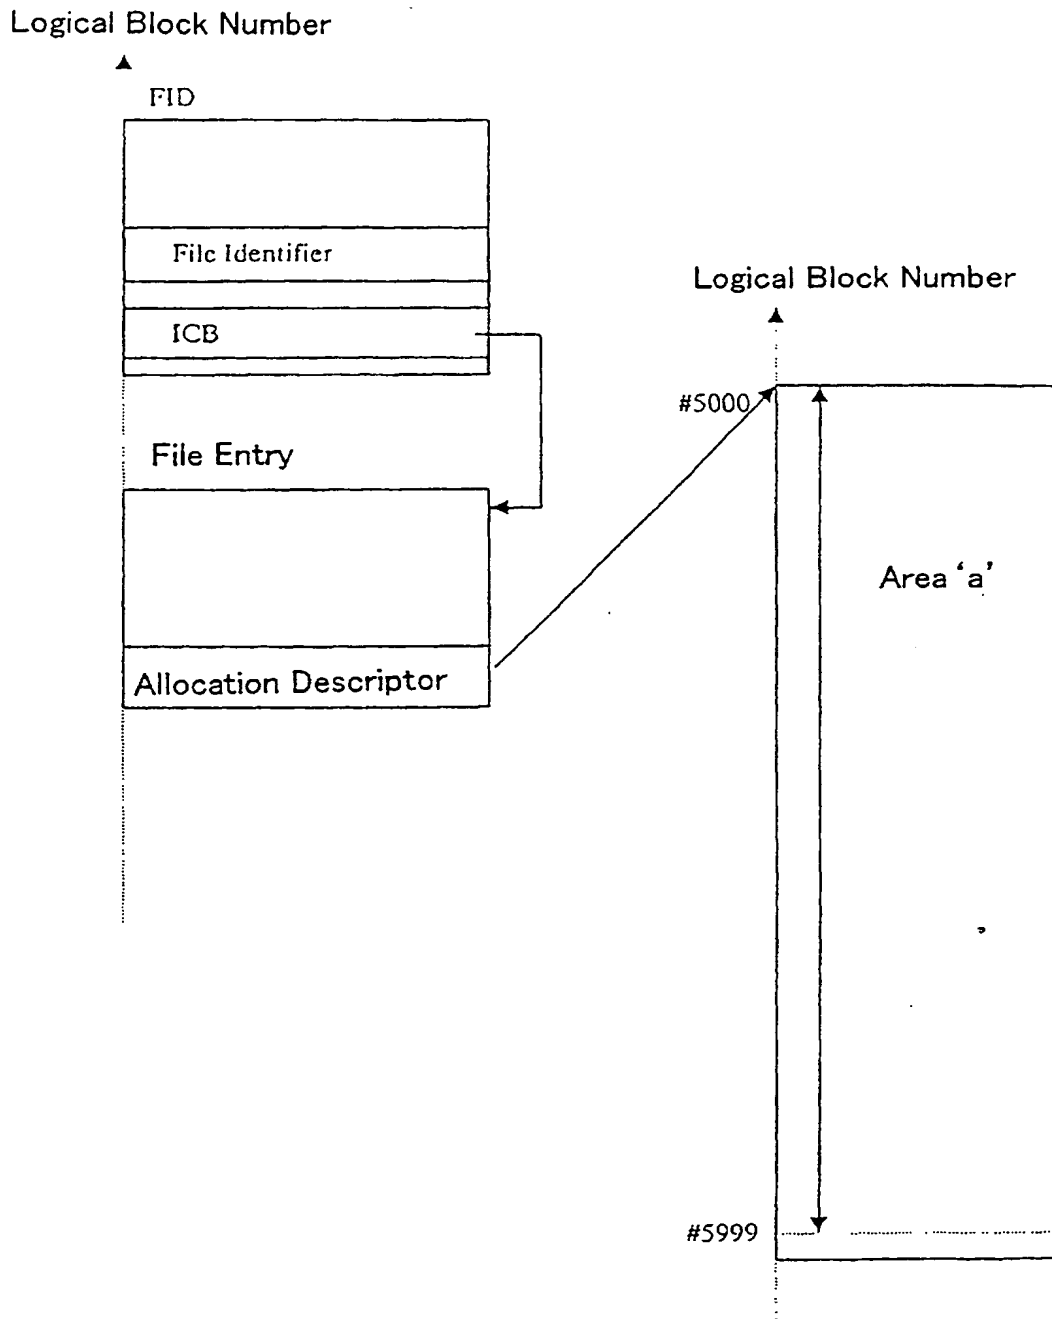 Logical Block Number
FID
File Identifier
ICB
File Entry
Allocation Descriptor
Logical Block Number
#5000
Area ‘a’
#5999